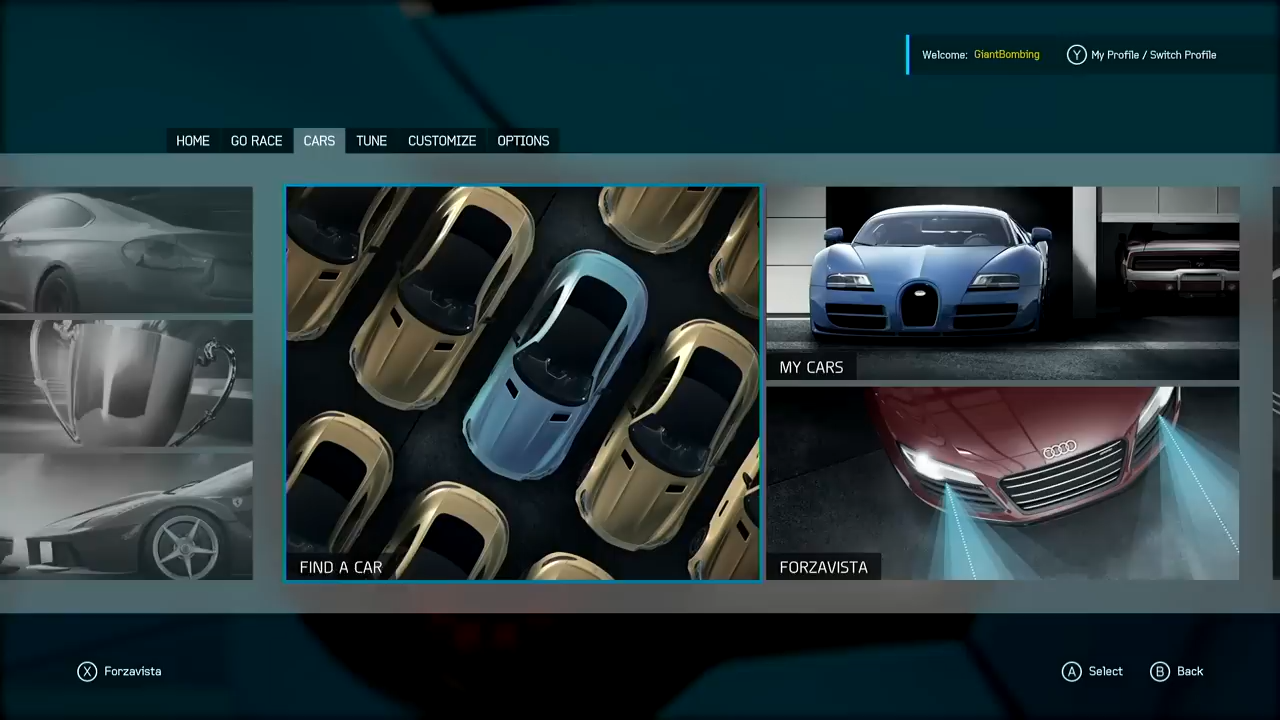 Welcome: GiantBombing
Y My Profile / Switch Profile
HOME GO RACE CARS TUNE CUSTOMIZE OPTIONS
MY CARS
FIND A CAR
FORZAVISTA
X Forzavista
A Select
B Back